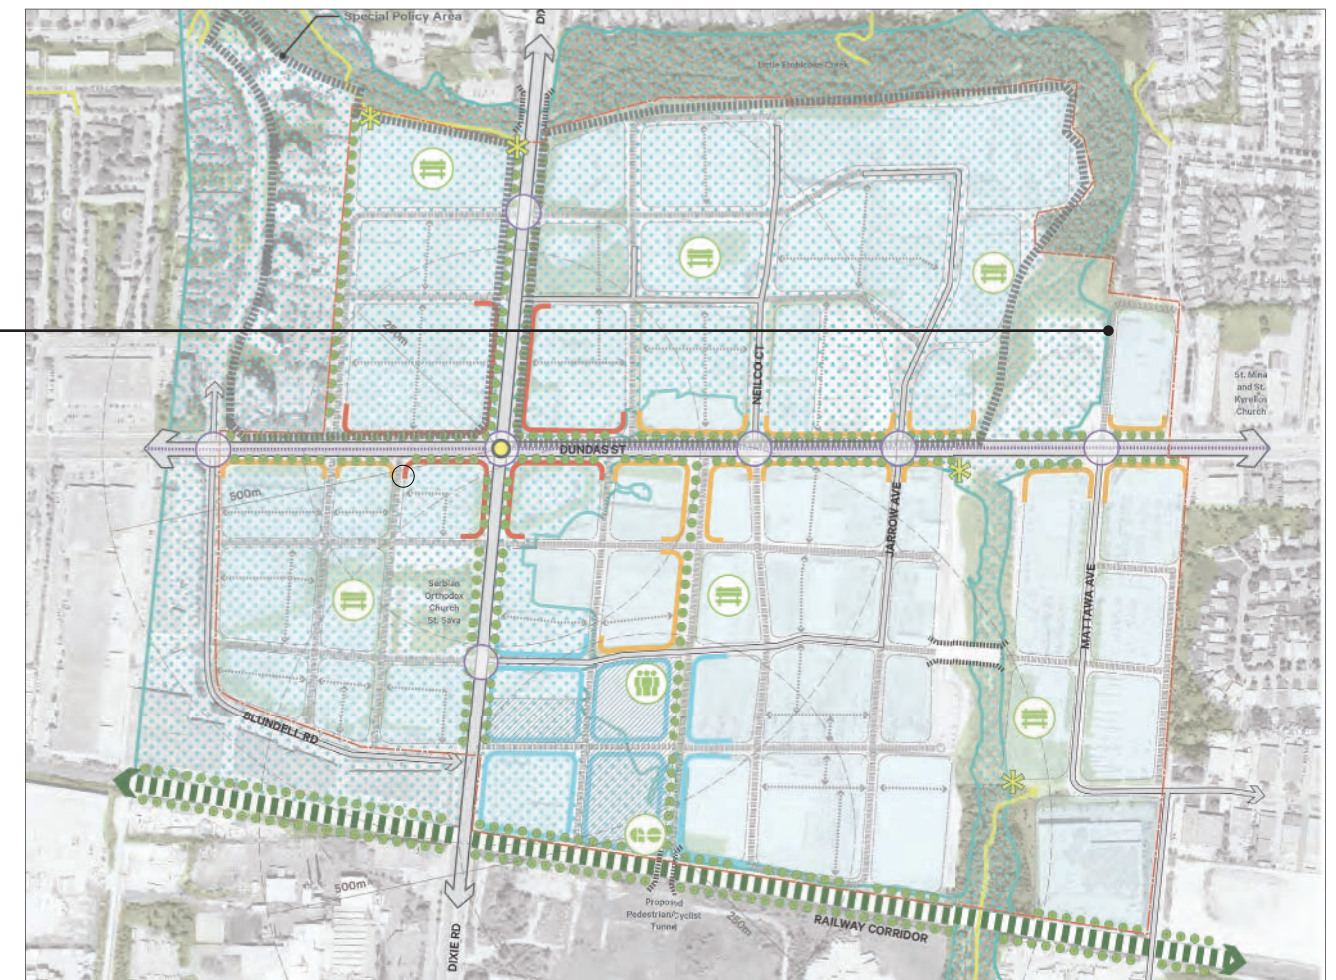 Special Policy Area
DD
Little Etobicoke Creek
250m
NEILCO CT
St. Mina
and St.
Kyrellos
Church
DUNDAS ST
500m
JARROW AVE
Serbian
Orthodox
Church
St. Sava
MATTAWA AVE
BLUNDELL RD
500m
Proposed
Pedestrian/Cyclist
Tunnel
250m
RAILWAY CORRIDOR
DIXIE RD